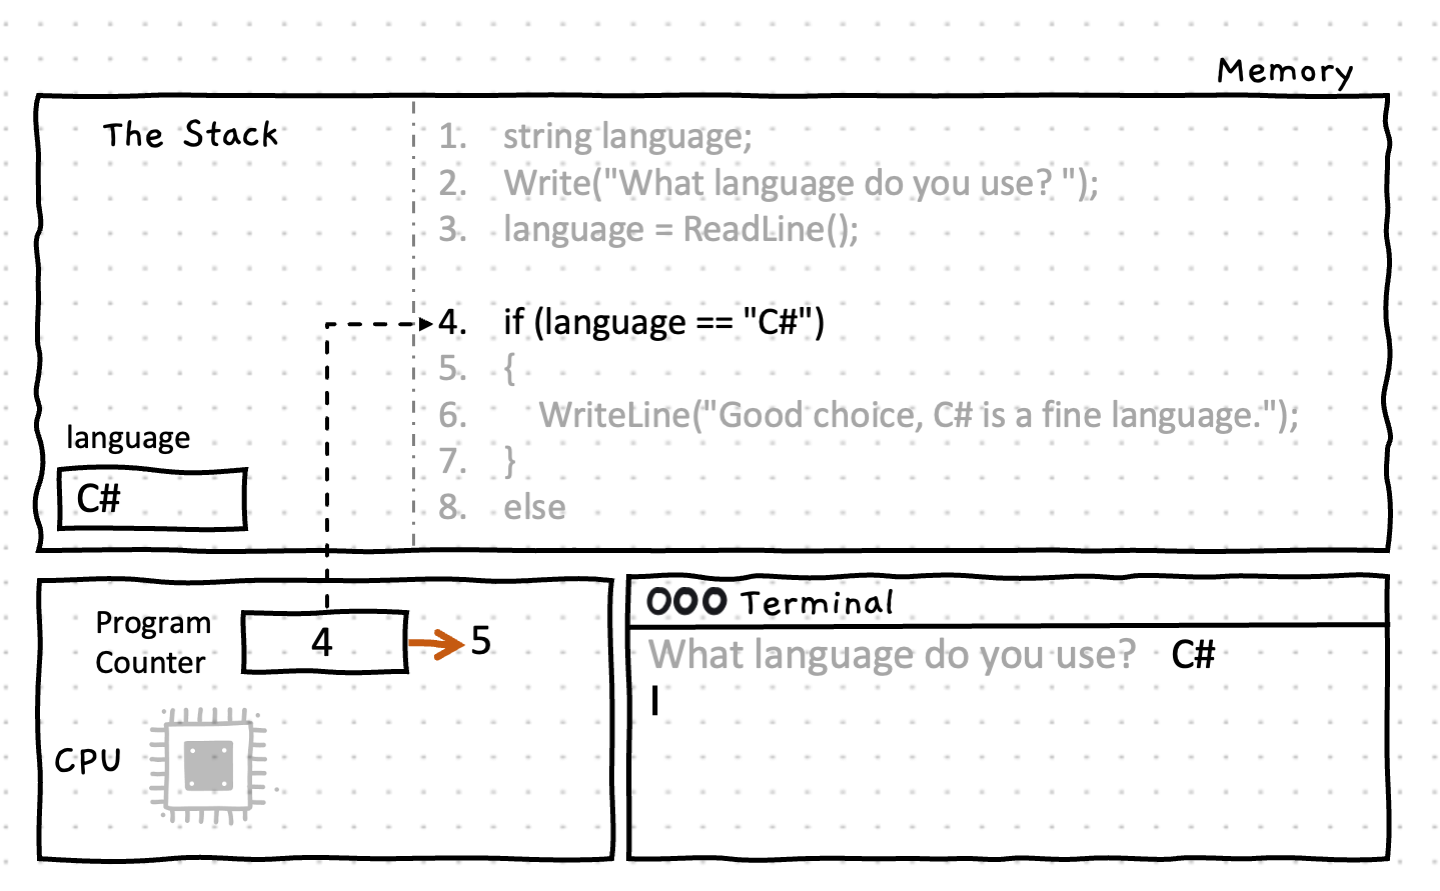 Memory
The Stack
1. string language;
2. Write("What language do you use? ");
3. language = ReadLine();
4. if (language == "C#")
5. {
6. WriteLine("Good choice, C# is a fine language.");
7. }
8. else
language
C#
Program
Counter
4
5
CPU
Terminal
What language do you use? C#